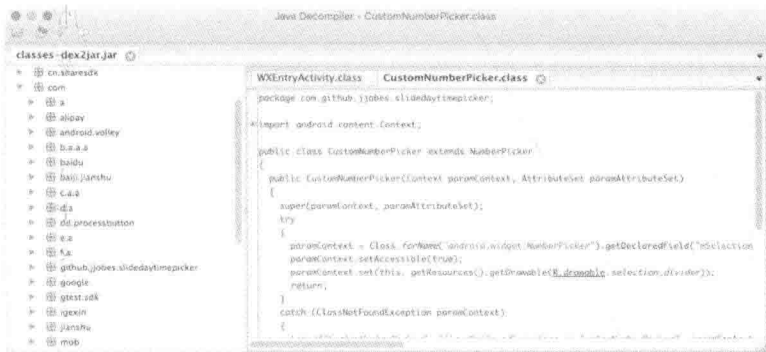 Java Decompiler - CustomNumberPicker.class
classes-dex2jar.jar
cn.sharesdk
com
a
alipay
android.volley
b.a.a.a
baidu
baiji.jianshu
c.a.a
d.a
dd.processbutton
e.a
f.a
github.jjobes.slidedaytimepicker
google
gtest.sdk
igexin
jianshu
mob
WXEntryActivity.class CustomNumberPicker.class
package com.github.jjobes.slidedaytimepicker;
import android.content.Context;
public class CustomNumberPicker extends NumberPicker
{
public CustomNumberPicker(Context paramContext, AttributeSet paramAttributeSet)
{
super(paramContext, paramAttributeSet);
try
{
paramContext = Class.forName("android.widget.NumberPicker").getDeclaredField("mSelection
paramContext.setAccessible(true);
paramContext.set(this, getResources().getDrawable(R.drawable.selection_divider));
return;
}
catch (ClassNotFoundException paramContext)
{